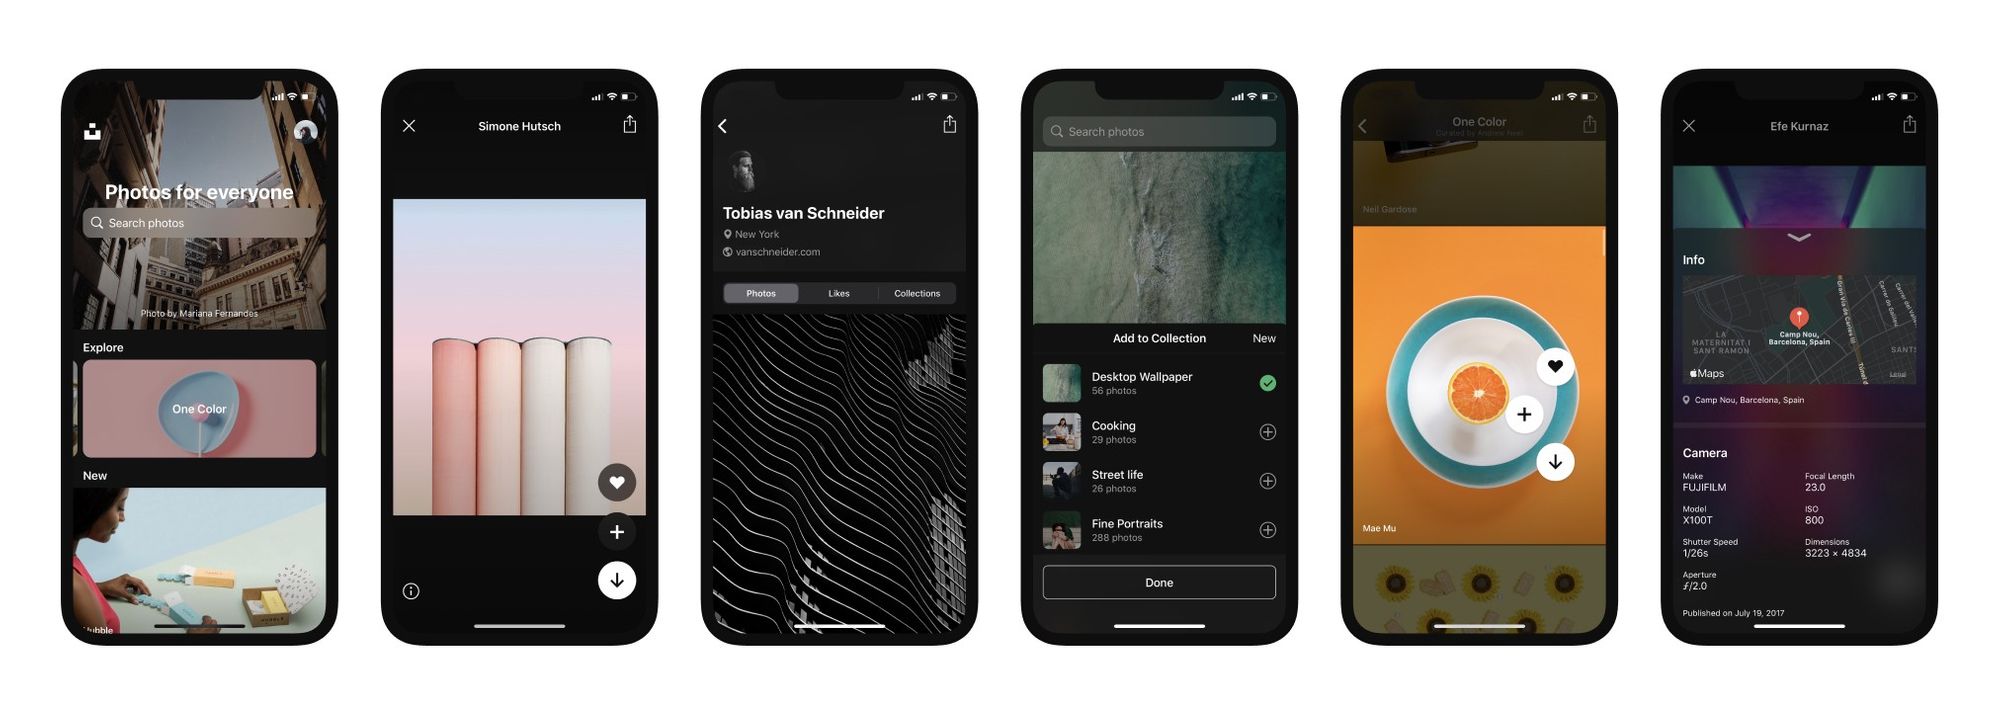 Photos for everyone
Search photos
Photo by Mariana Fernandes
Explore
One Color
New
Simone Hutsch
Tobias van Schneider
New York
vanschneider.com
Photos
Likes
Collections
Search photos
Add to Collection
New
Desktop Wallpaper
56 photos
Cooking
29 photos
Street life
26 photos
Fine Portraits
288 photos
Done
One Color
Curated by Andrew Neel
Neil Gardose
Mae Mu
Efe Kurnaz
Info
Gran Via de Carles III
LA
MATERNITAT I
SANT RAMON
Camp Nou,
Barcelona, Spain
SANTS
Maps
Legal
Camp Nou, Barcelona, Spain
Camera
Make
FUJIFILM
Focal Length
23.0
Model
X100T
ISO
800
Shutter Speed
1/26s
Dimensions
3223 × 4834
Aperture
ƒ/2.0
Published on July 19, 2017